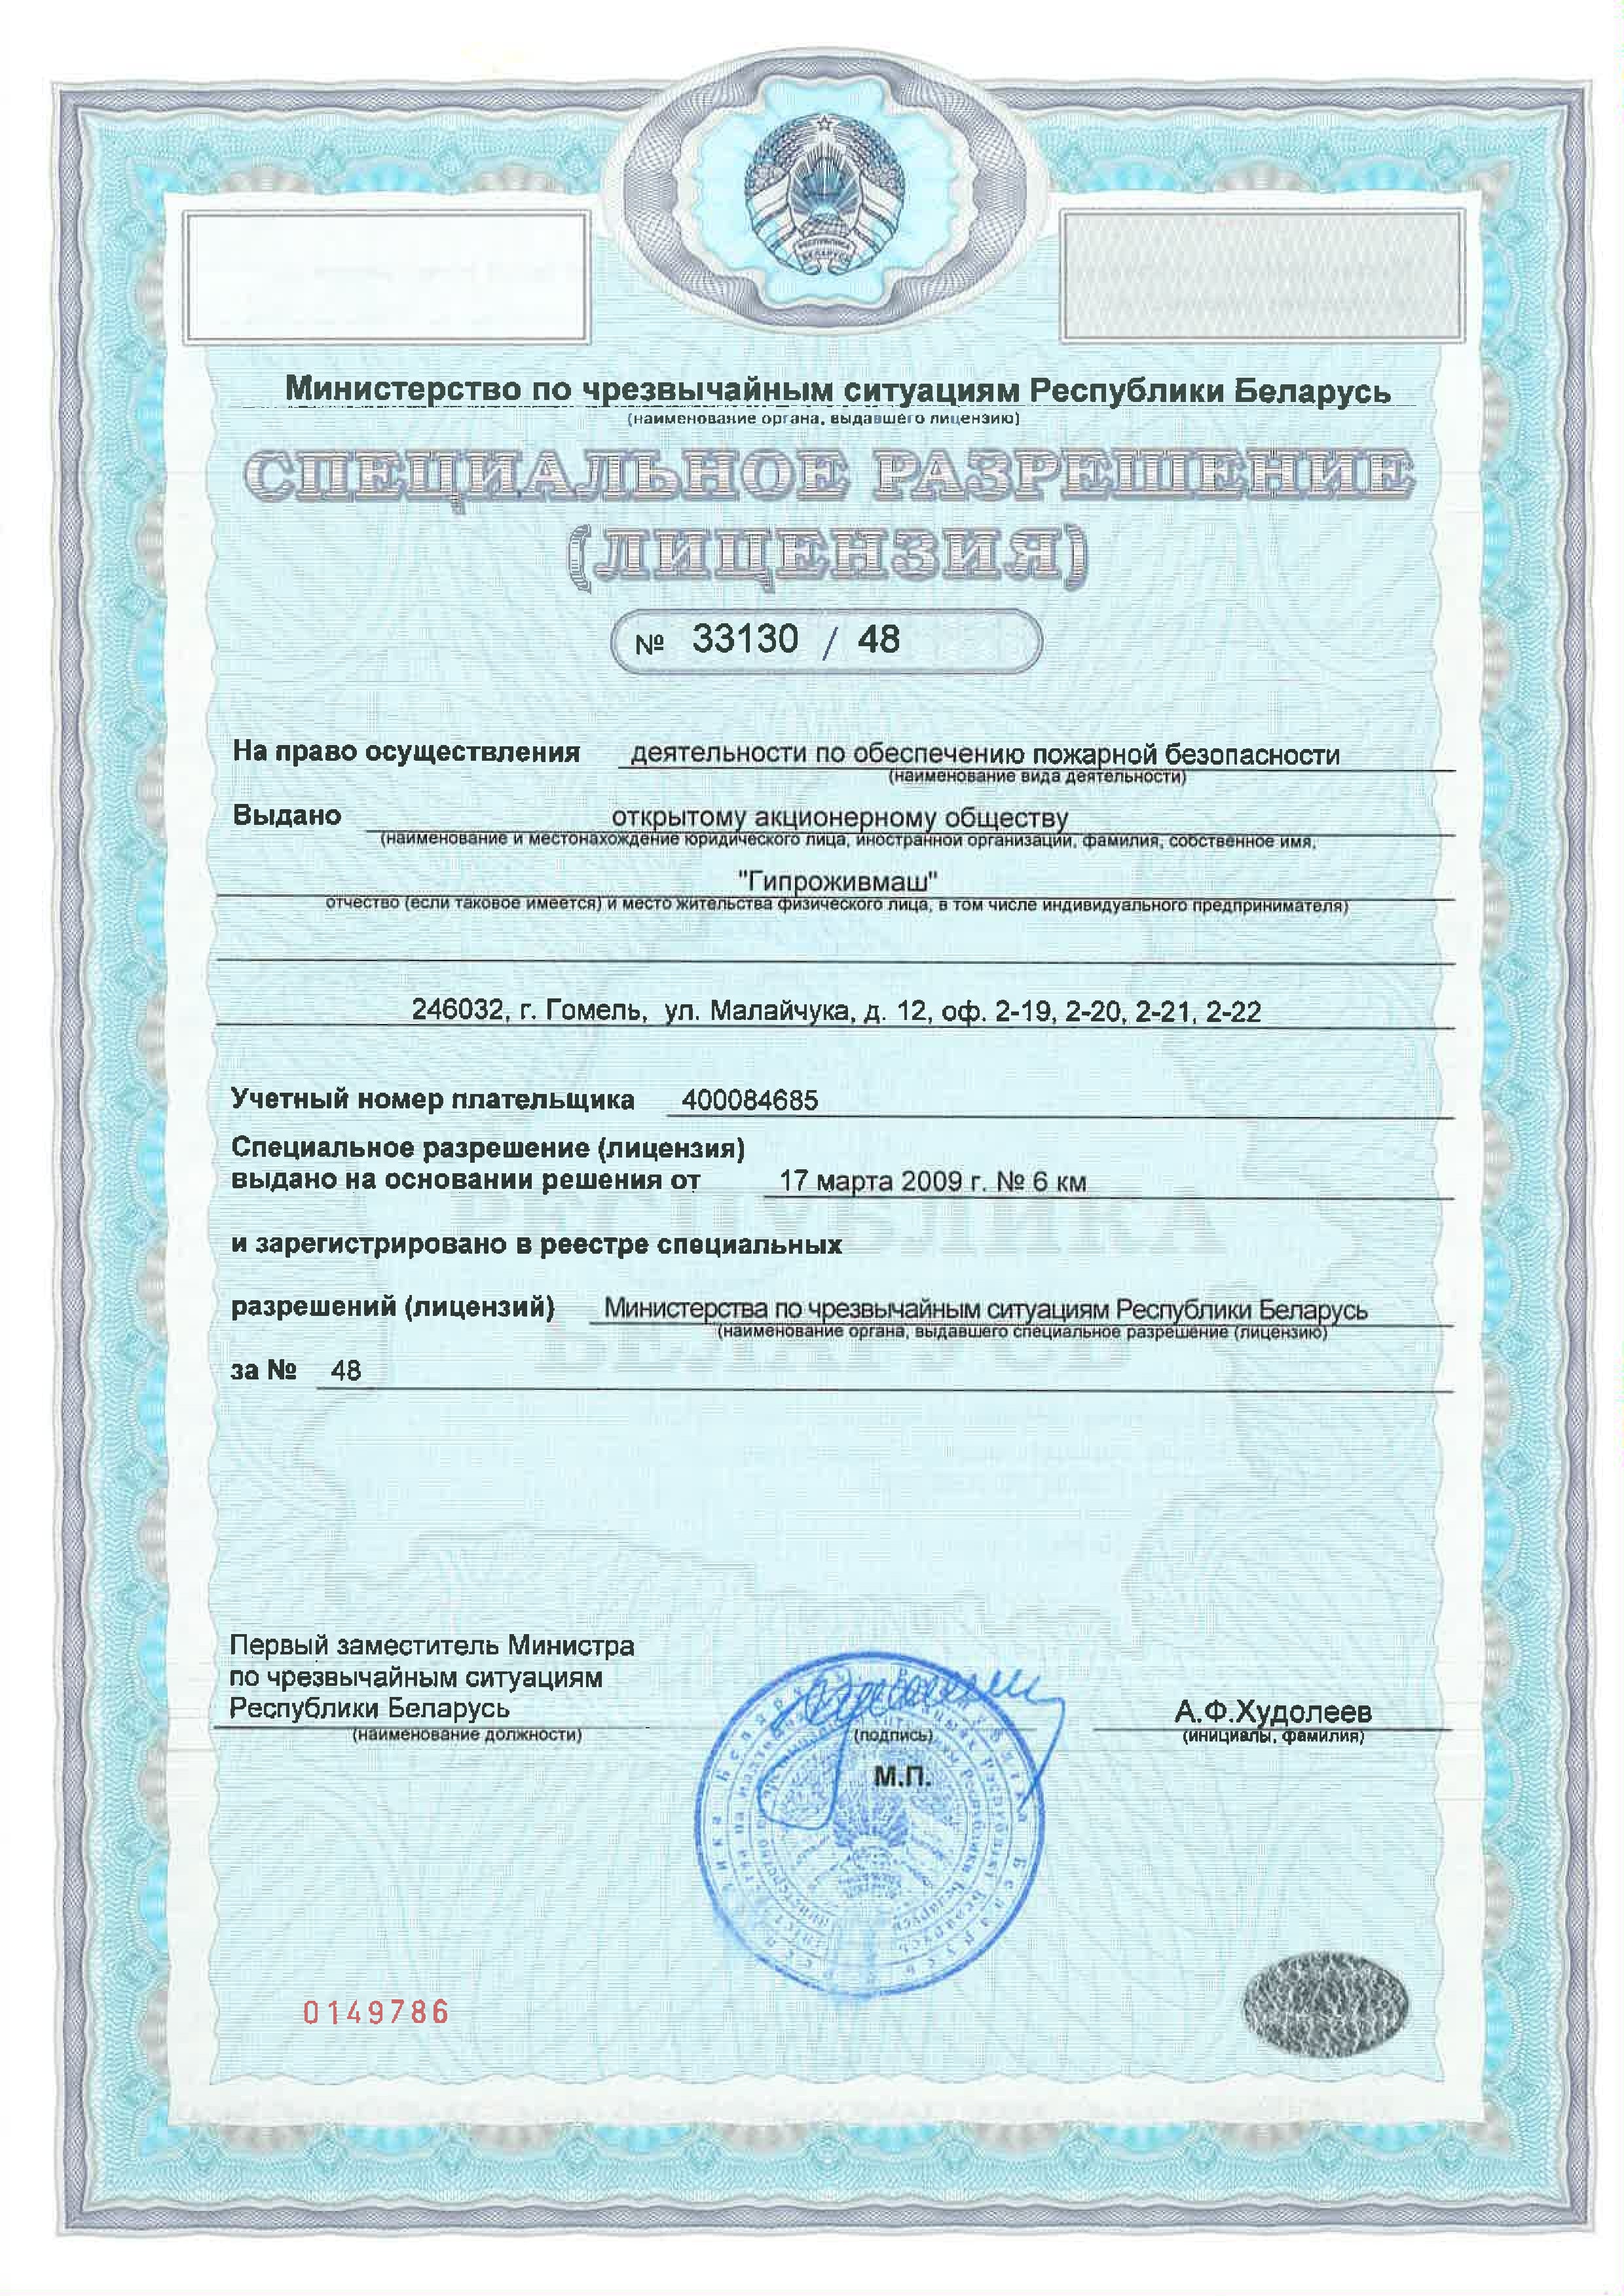 РЕСПУБЛИКА
БЕЛАРУСЬ
Министерство по чрезвычайным ситуациям Республики Беларусь
(наименование органа, выдавшего лицензию)
СПЕЦИАЛЬНОЕ РАЗРЕШЕНИЕ
(ЛИЦЕНЗИЯ)
№ 33130 / 48
На право осуществления деятельности по обеспечению пожарной безопасности
(наименование вида деятельности)
Выдано открытому акционерному обществу
(наименование и местонахождение юридического лица, иностранной организации, фамилия, собственное имя,
"Гипроживмаш"
отчество (если таковое имеется) и место жительства физического лица, в том числе индивидуального предпринимателя)
246032, г. Гомель, ул. Малайчука, д. 12, оф. 2-19, 2-20, 2-21, 2-22
Учетный номер плательщика 400084685
Специальное разрешение (лицензия)
выдано на основании решения от 17 марта 2009 г. № 6 км
РЕСПУБЛИКА
и зарегистрировано в реестре специальных
разрешений (лицензий) Министерства по чрезвычайным ситуациям Республики Беларусь
(наименование органа, выдавшего специальное разрешение (лицензию)
БЕЛАРУСЬ
за № 48
Первый заместитель Министра
по чрезвычайным ситуациям
Республики Беларусь
(наименование должности)
(подпись)
М.П.
А.Ф.Худолеев
(инициалы, фамилия)
0149786